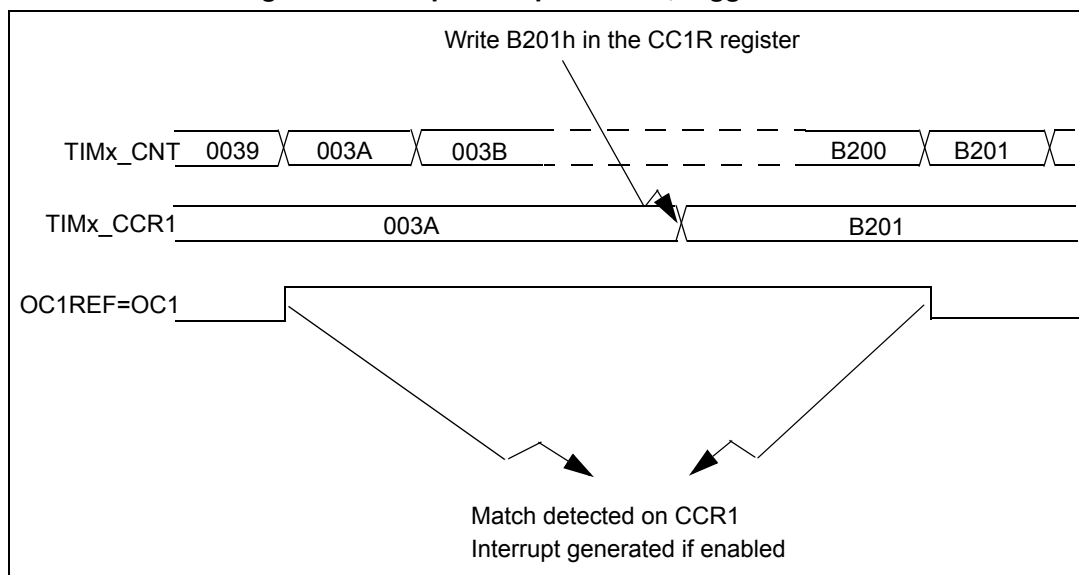 Write B201h in the CC1R register
TIMx_CNT 0039 003A 003B B200 B201
TIMx_CCR1 003A B201
OC1REF=OC1
Match detected on CCR1
Interrupt generated if enabled